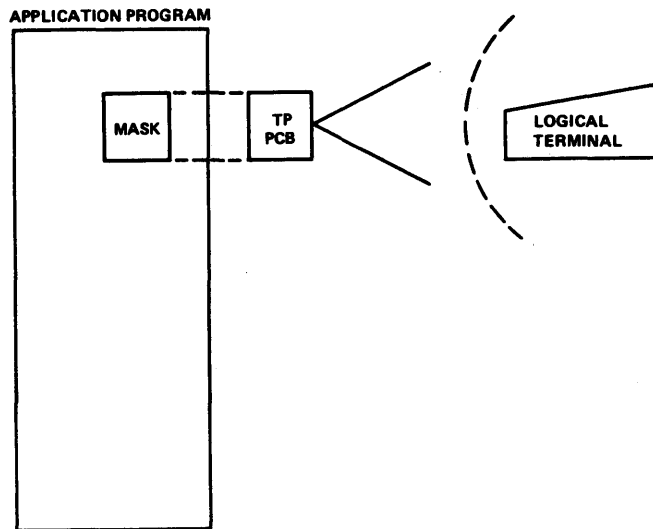 APPLICATION PROGRAM
MASK
TP
PCB
LOGICAL
TERMINAL